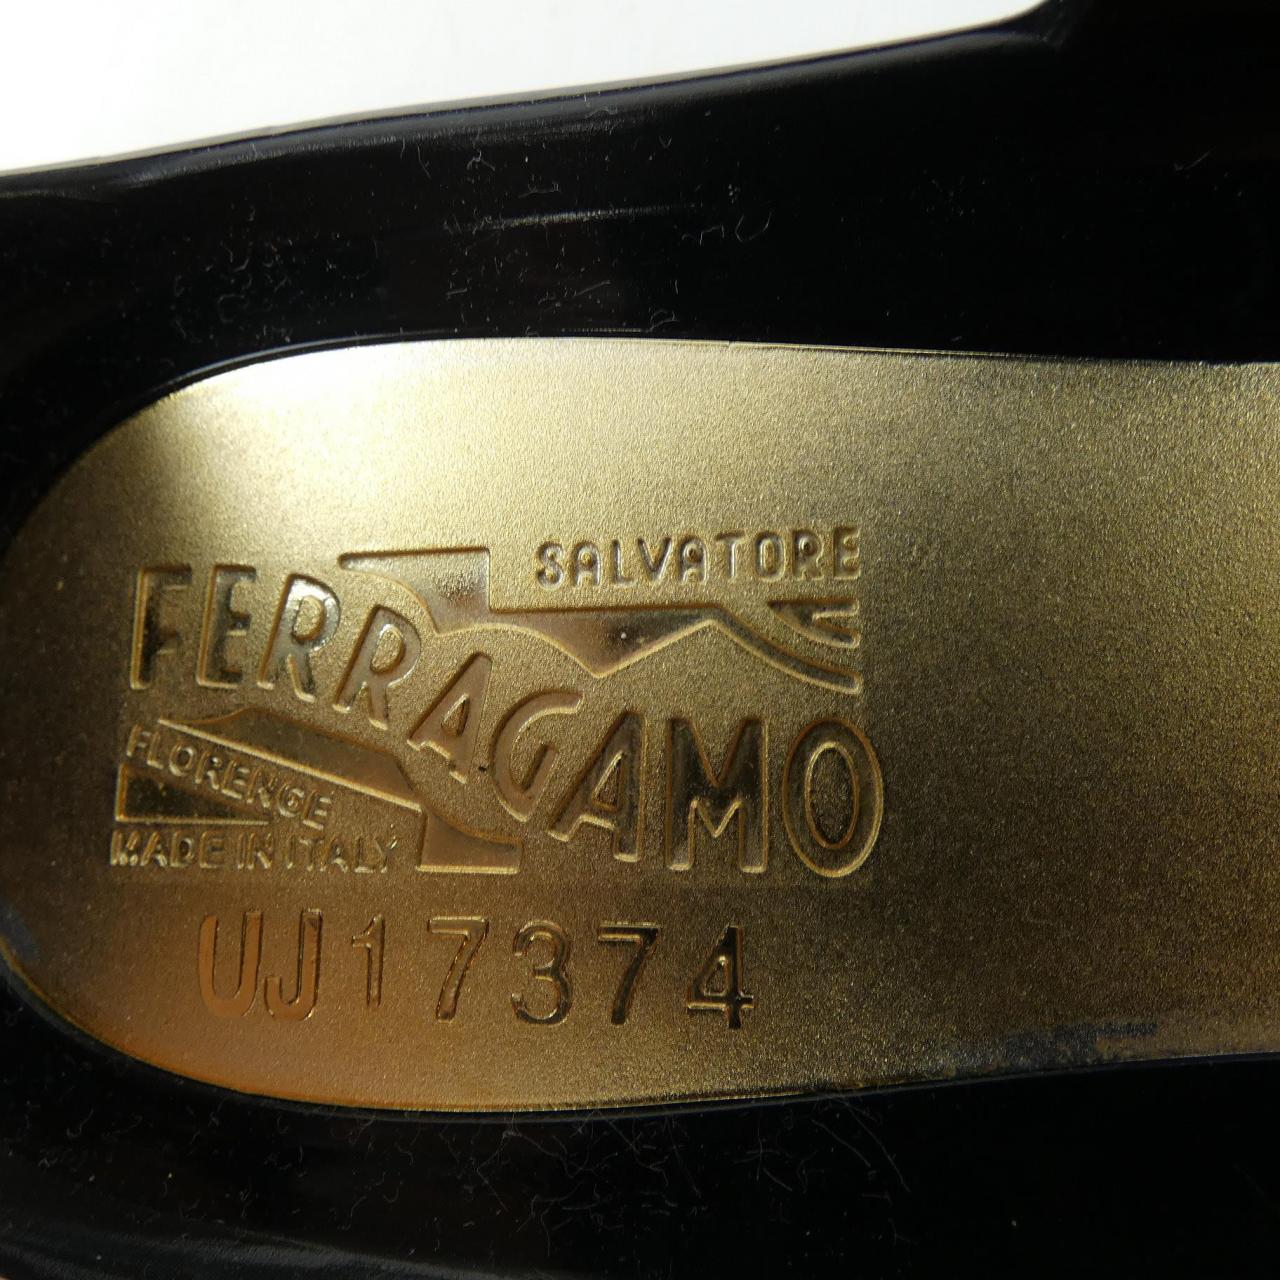 SALVATORE
FERRAGAMO
FLORENCE
MADE IN ITALY
UJ17374